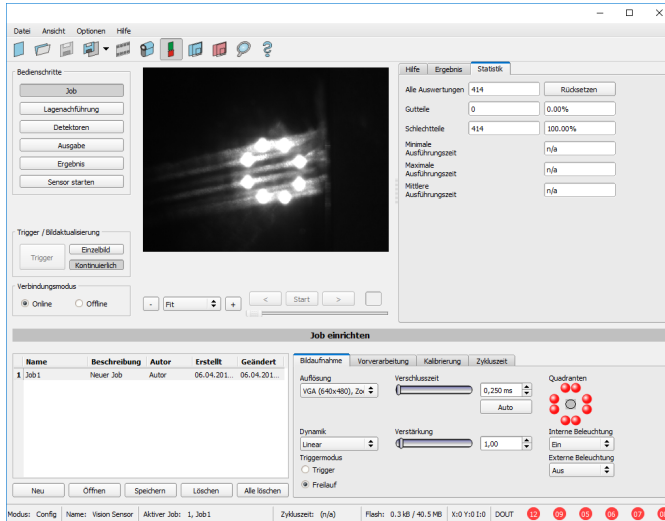 Datei Ansicht Optionen Hilfe
Bedienschritte
Job
Lagenachführung
Detektoren
Ausgabe
Ergebnis
Sensor starten
Trigger / Bildaktualisierung
Trigger
Einzelbild
Kontinuierlich
Verbindungsmodus
Online Offline
- Fit + < Start >
Hilfe Ergebnis Statistik
Alle Auswertungen 414 Rücksetzen
Gutteile 0 0.00%
Schlechtteile 414 100.00%
Minimale
Ausführungszeit n/a
Maximale
Ausführungszeit n/a
Mittlere
Ausführungszeit n/a
Job einrichten
Name Beschreibung Autor Erstellt Geändert
1 Job1 Neuer Job Autor 06.04.201... 06.04.201...
Neu Öffnen Speichern Löschen Alle löschen
Bildaufnahme Vorverarbeitung Kalibrierung Zykluszeit
Auflösung Verschlusszeit Quadranten
VGA (640x480), Zo 0,250 ms
Auto
Dynamik Verstärkung Interne Beleuchtung
Linear 1,00 Ein
Triggermodus Externe Beleuchtung
Trigger Aus
Freilauf
Modus: Config Name: Vision Sensor Aktiver Job: 1, Job1 Zykluszeit: (n/a) Flash: 0.3 kB / 40.5 MB X:0 Y:0 I:0 DOUT 12 09 05 06 07 08